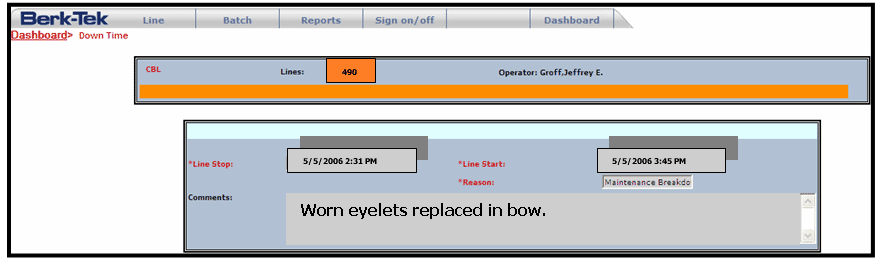 Berk-Tek Line Batch Reports Sign on/off Dashboard
Dashboard> Down Time
CBL Lines: 490 Operator: Groff,Jeffrey E.
*Line Stop: 5/5/2006 2:31 PM *Line Start: 5/5/2006 3:45 PM
*Reason: Maintenance Breakdo
Comments:
Worn eyelets replaced in bow.